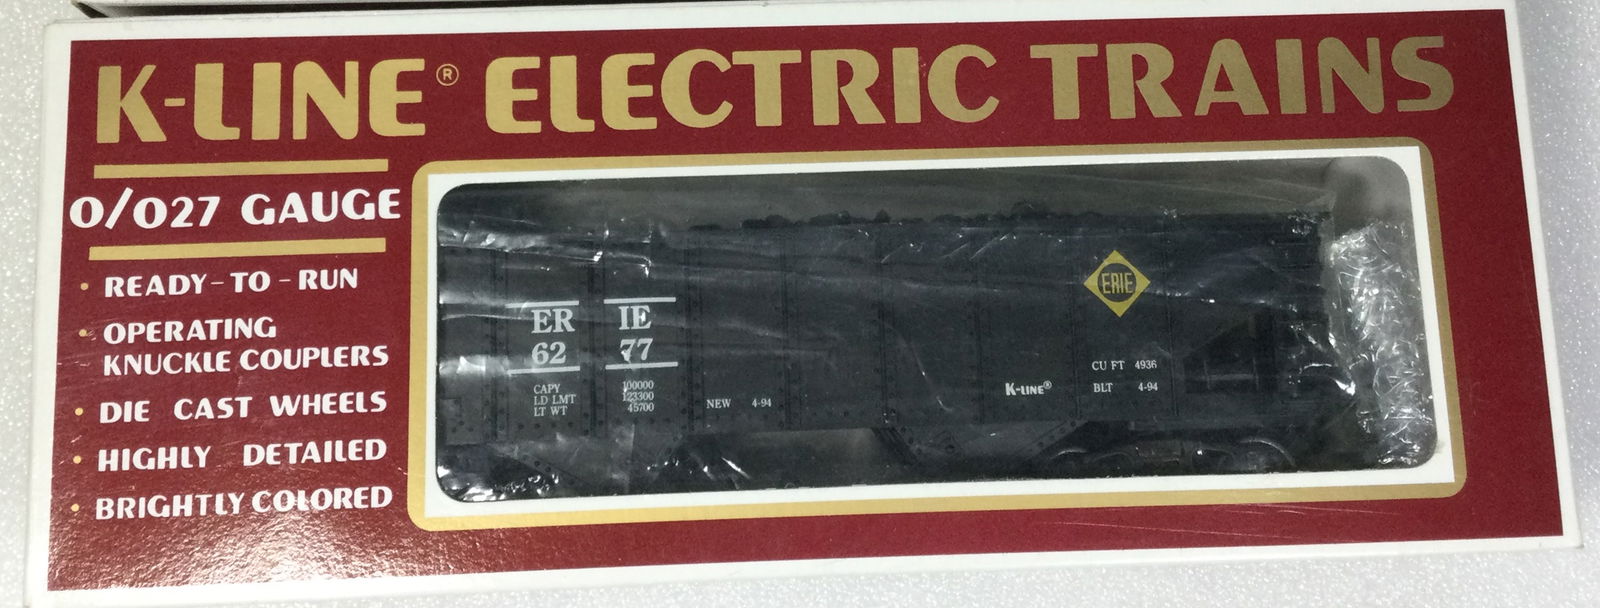 K-LINE® ELECTRIC TRAINS
O/O27 GAUGE
• READY-TO-RUN
• OPERATING
KNUCKLE COUPLERS
• DIE CAST WHEELS
• HIGHLY DETAILED
• BRIGHTLY COLORED
ER IE
62 77
CAPY 100000
LD LMT 123300
LT WT 45700
NEW 4-94
ERIE
K-LINE®
CU FT 4936
BLT 4-94